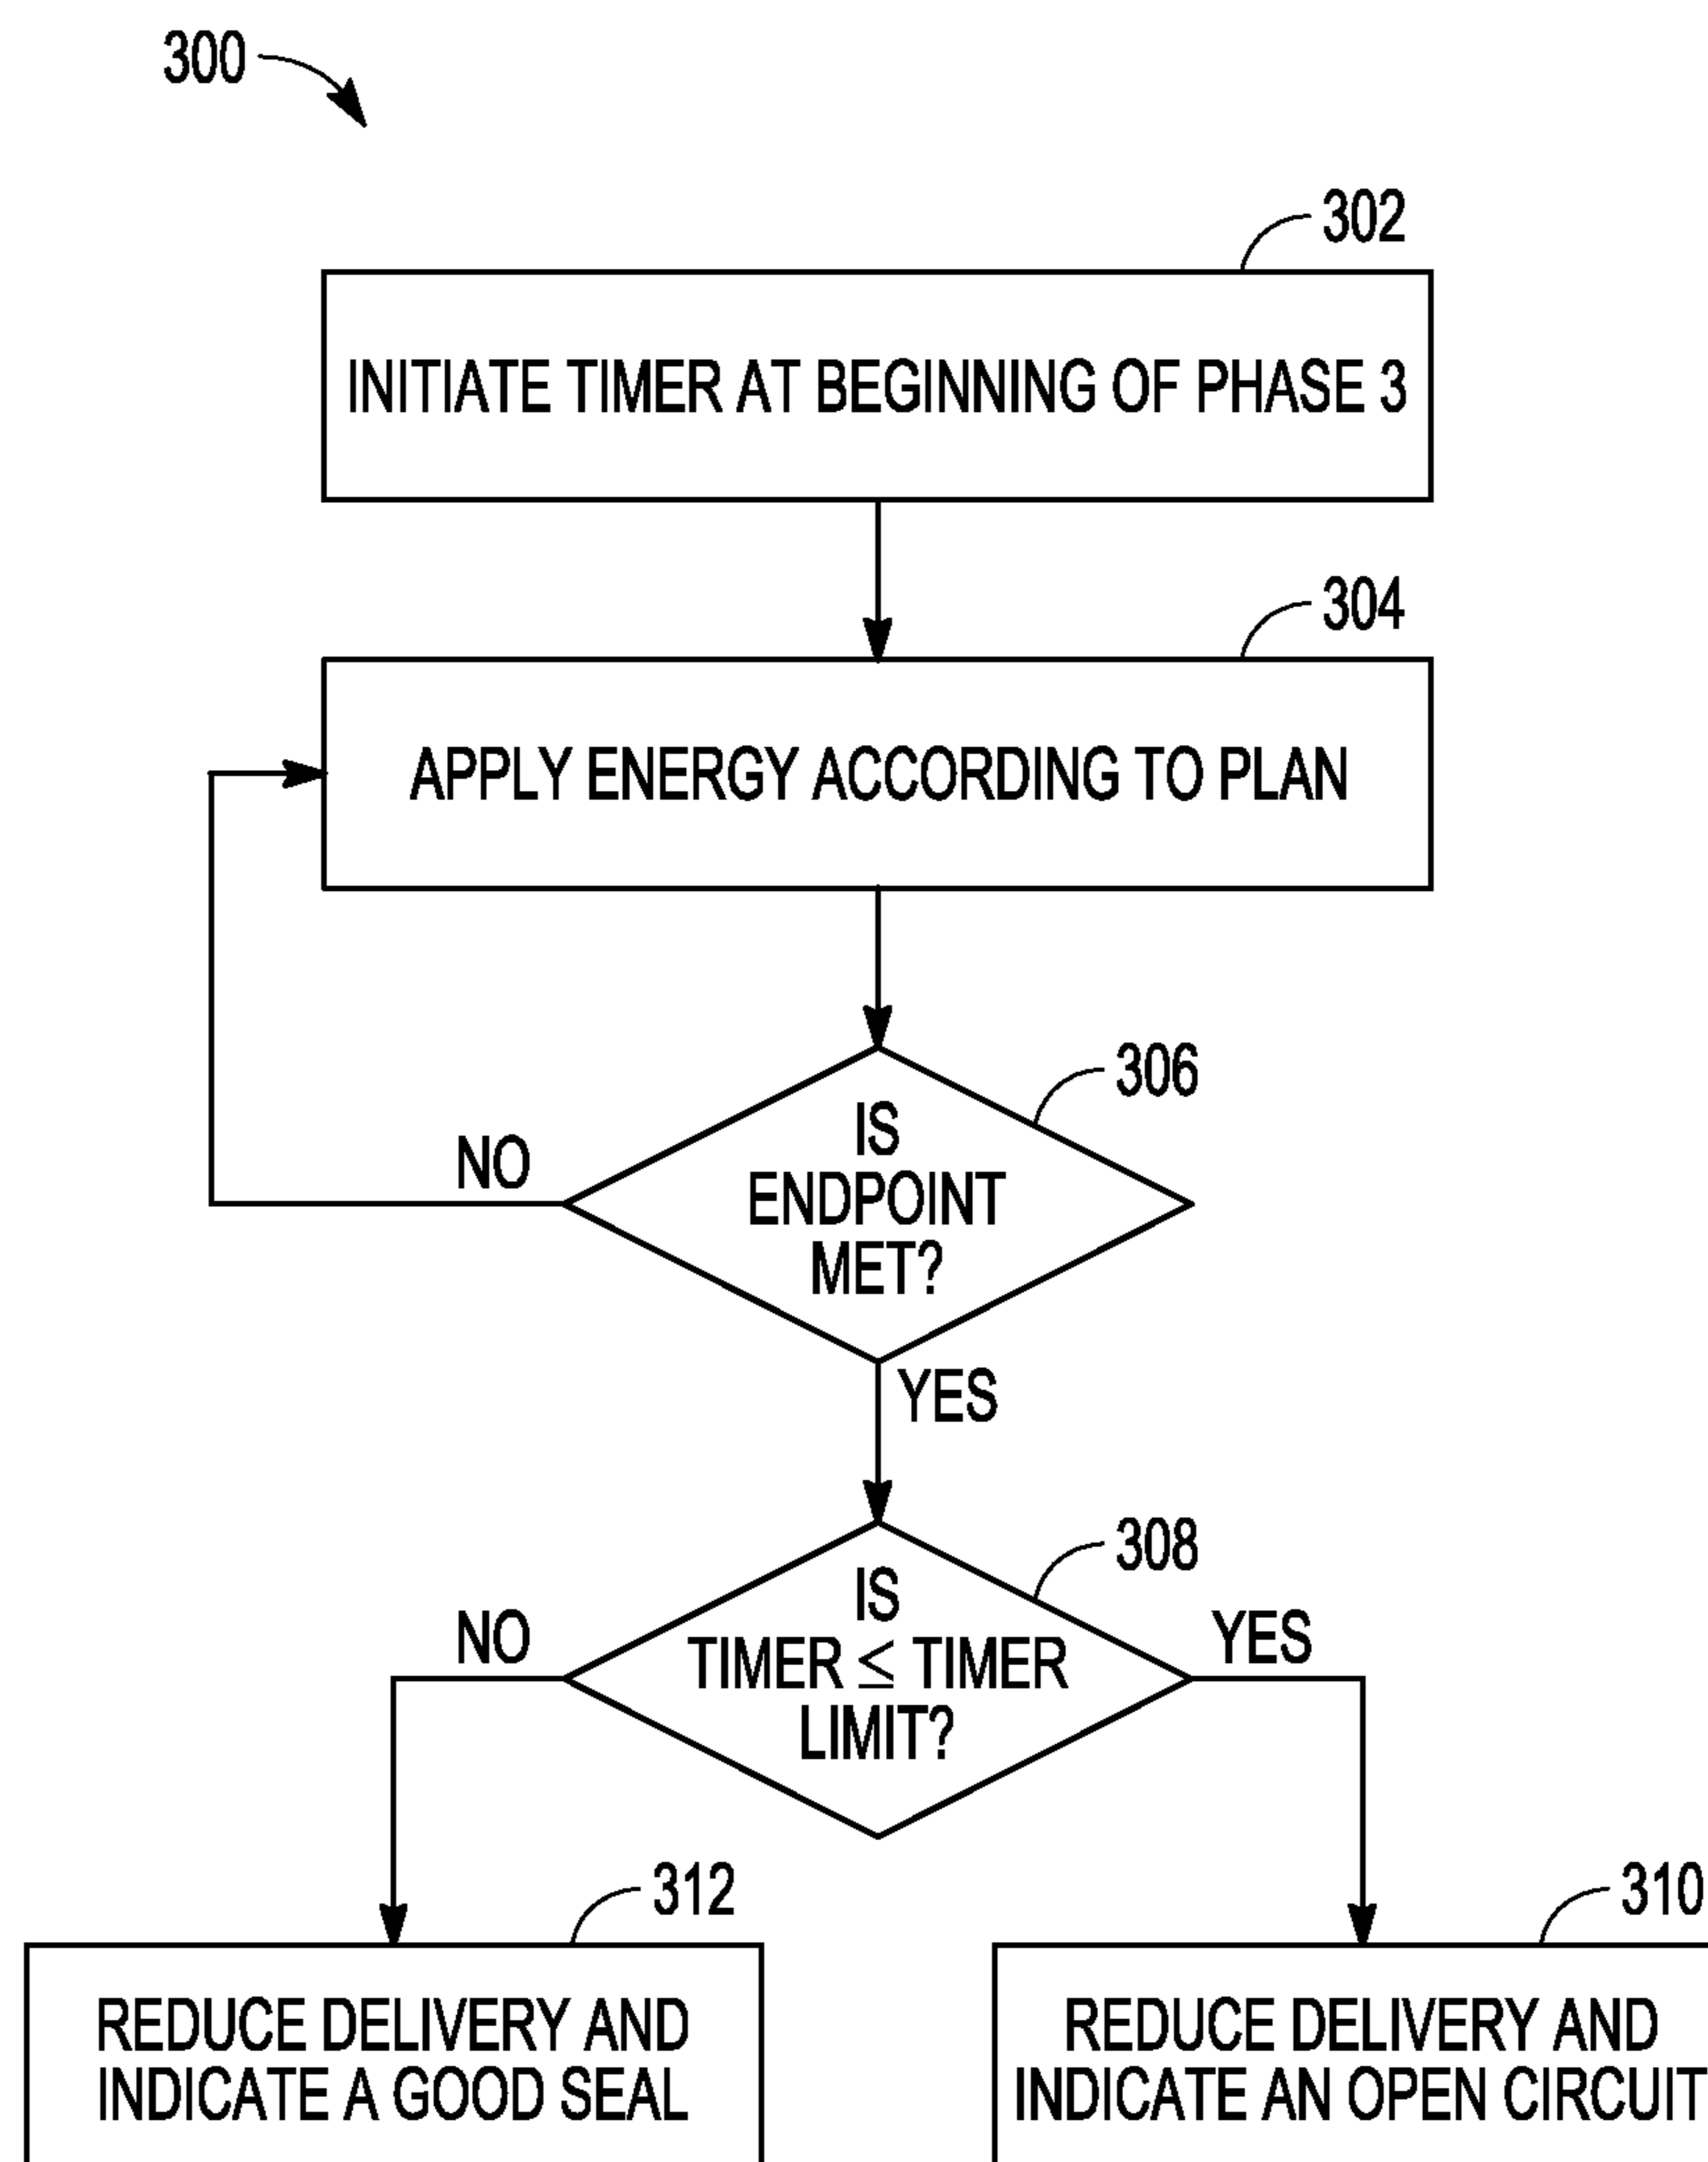 300
302
INITIATE TIMER AT BEGINNING OF PHASE 3
304
APPLY ENERGY ACCORDING TO PLAN
306
IS
ENDPOINT
MET?
NO
YES
308
IS
TIMER ≤ TIMER
LIMIT?
NO
YES
312
REDUCE DELIVERY AND
INDICATE A GOOD SEAL
310
REDUCE DELIVERY AND
INDICATE AN OPEN CIRCUIT